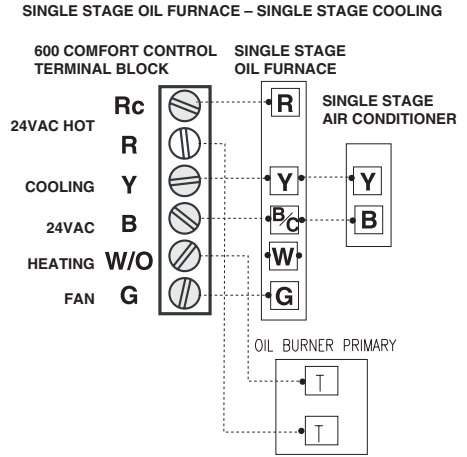 SINGLE STAGE OIL FURNACE – SINGLE STAGE COOLING
600 COMFORT CONTROL
TERMINAL BLOCK
SINGLE STAGE
OIL FURNACE
SINGLE STAGE
AIR CONDITIONER
24VAC HOT
Rc
R
R
COOLING
Y
Y
Y
24VAC
B
B/C
B
HEATING
W/O
W
FAN
G
G
OIL BURNER PRIMARY
T
T